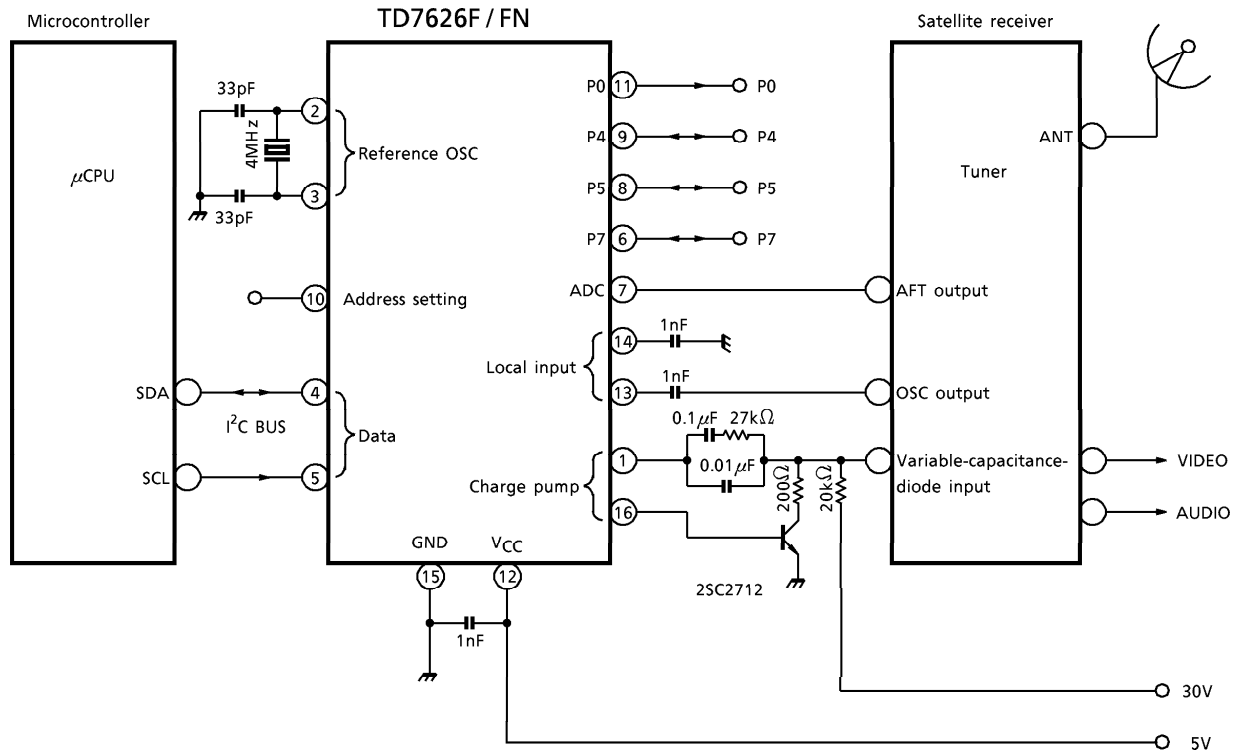 Microcontroller
TD7626F / FN
Satellite receiver
μCPU
33pF
4MHz
33pF
2
3
Reference OSC
10
Address setting
SDA
I²C BUS
4
SCL
5
Data
P0 11 P0
P4 9 P4
P5 8 P5
P7 6 P7
ADC 7
AFT output
Local input
14
1nF
13
1nF
OSC output
Charge pump
1
16
0.1μF 27kΩ
0.01μF
200Ω
20kΩ
2SC2712
Variable-capacitance-
diode input
ANT
Tuner
VIDEO
AUDIO
GND
VCC
15
12
1nF
30V
5V